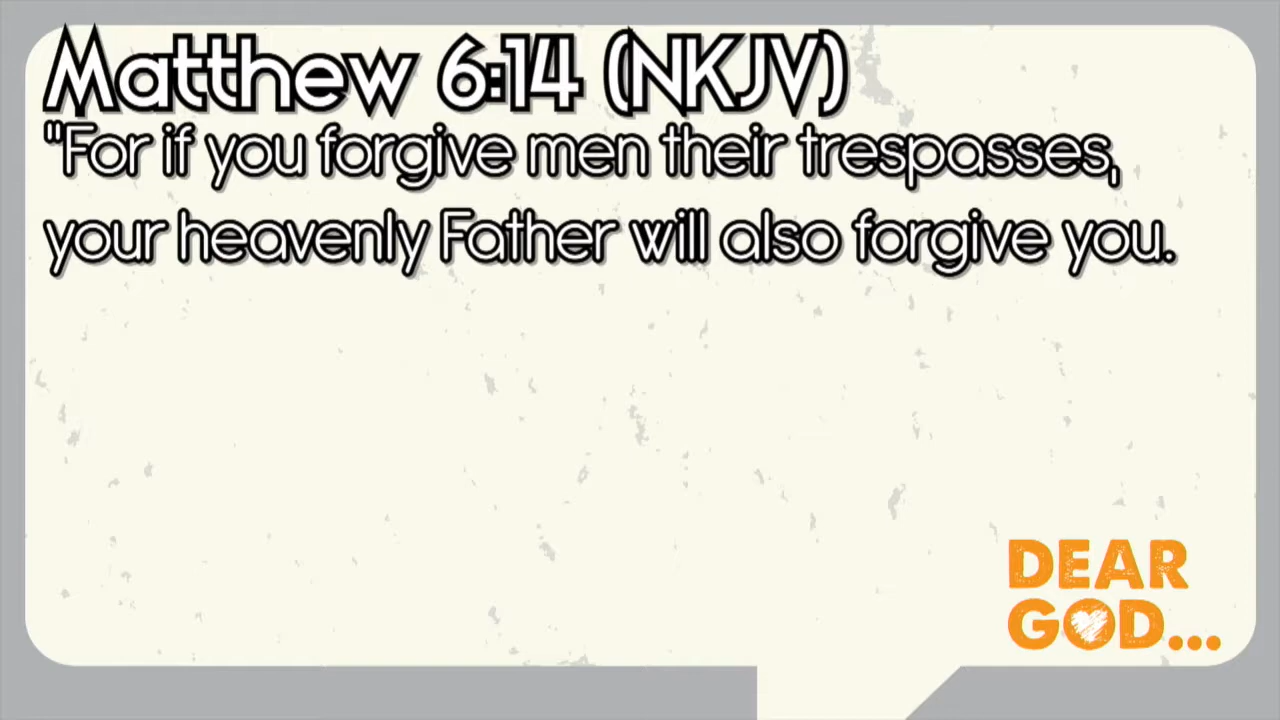 Matthew 6:14 (NKJV)
"For if you forgive men their trespasses,
your heavenly Father will also forgive you.
DEAR
GOD...